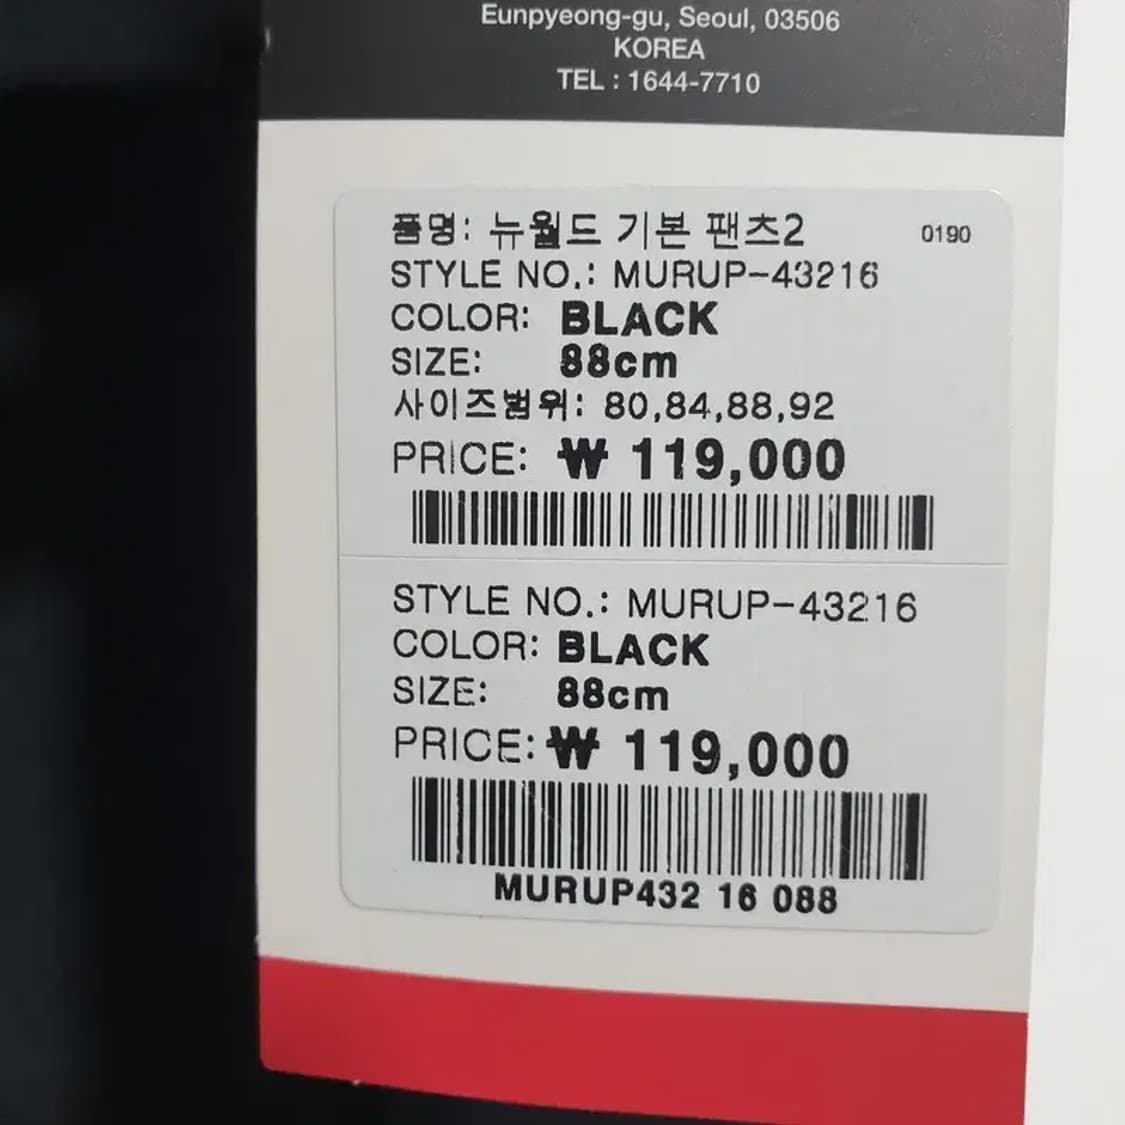 Eunpyeong-gu, Seoul, 03506
KOREA
TEL : 1644-7710
품명: 뉴월드 기본 팬츠2 0190
STYLE NO.: MURUP-43216
COLOR: BLACK
SIZE: 88cm
사이즈범위: 80,84,88,92
PRICE: ₩ 119,000
STYLE NO.: MURUP-43216
COLOR: BLACK
SIZE: 88cm
PRICE: ₩ 119,000
MURUP432 16 088